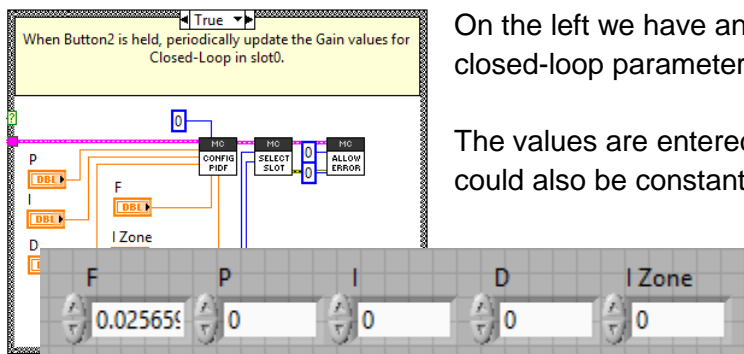 True
When Button2 is held, periodically update the Gain values for
Closed-Loop in slot0.
On the left we have an
closed-loop parameter
The values are entered
could also be constant
?
0
MC
CONFIG
PIDF
MC
SELECT
SLOT
0
0
MC
ALLOW
ERROR
P
DBL
I
DBL
D
F
DBL
I Zone
F
P
I
D
I Zone
0.025659
0
0
0
0